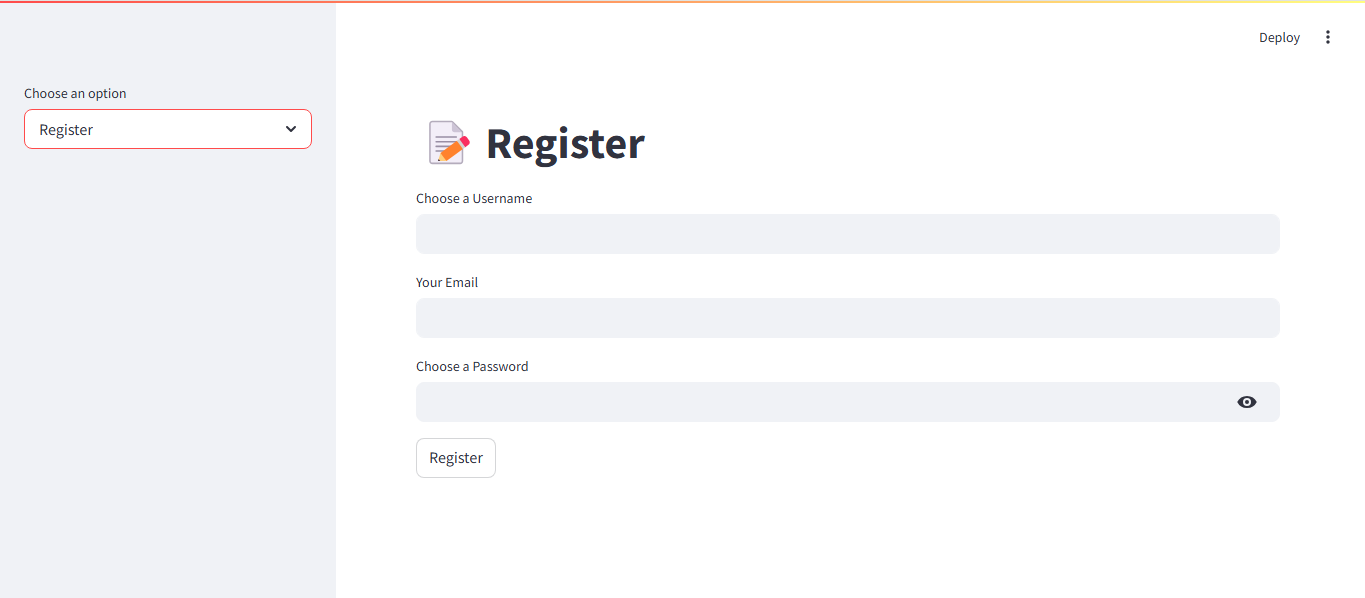 Deploy
Choose an option
Register
Register
Choose a Username
Your Email
Choose a Password
Register